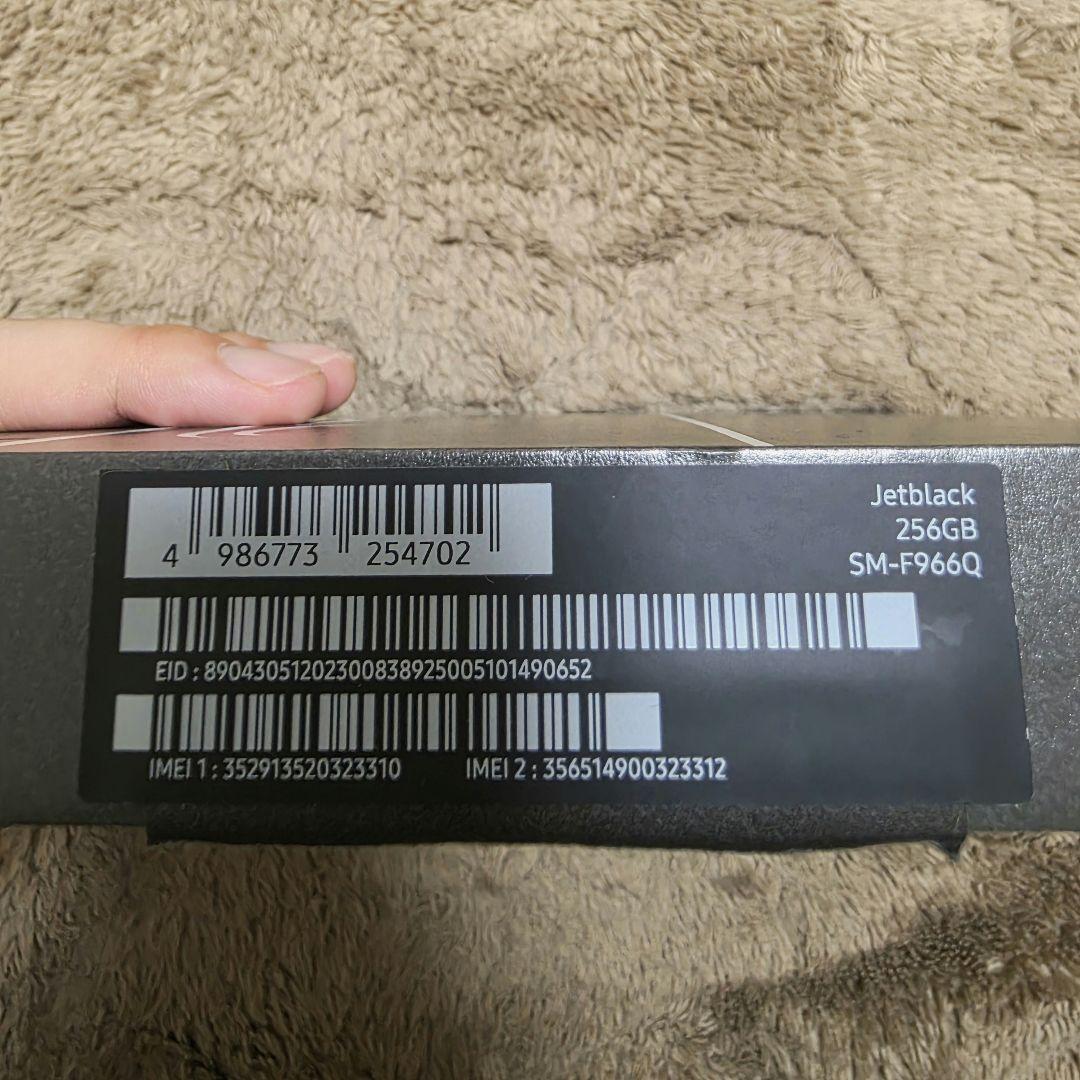 4 986773 254702
Jetblack
256GB
SM-F966Q
EID : 89043051202300838925005101490652
IMEI 1 : 352913520323310 IMEI 2 : 356514900323312